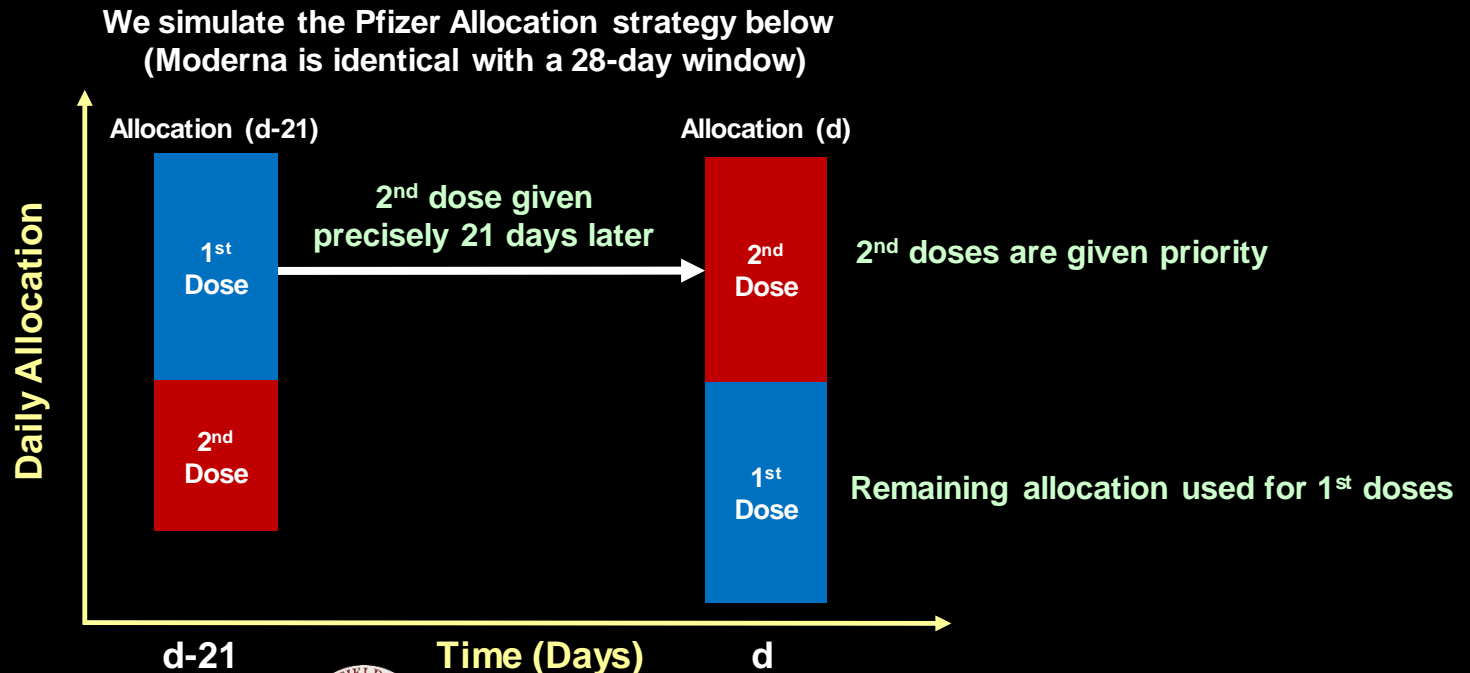 We simulate the Pfizer Allocation strategy below
(Moderna is identical with a 28-day window)
Allocation (d-21)
Allocation (d)
Daily Allocation
1st
Dose
2nd
Dose
2nd dose given
precisely 21 days later
2nd
Dose
1st
Dose
2nd doses are given priority
Remaining allocation used for 1st doses
d-21
Time (Days)
d